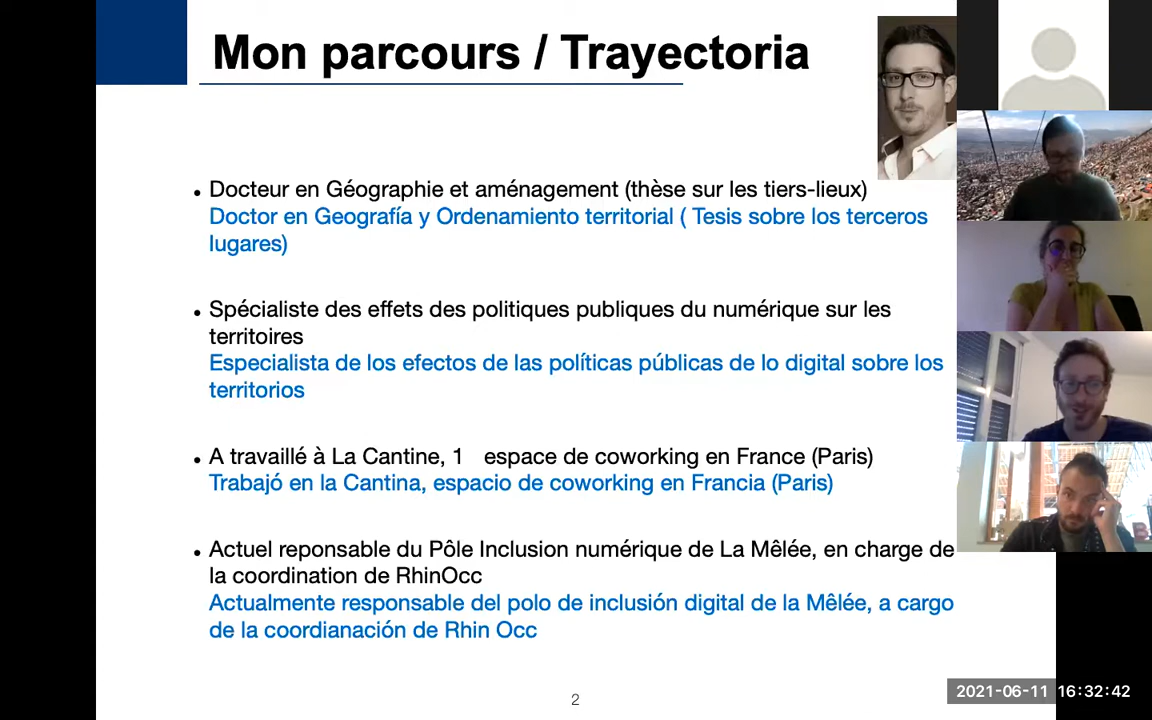 Mon parcours / Trayectoria
• Docteur en Géographie et aménagement (thèse sur les tiers-lieux)
Doctor en Geografía y Ordenamiento territorial ( Tesis sobre los terceros
lugares)
• Spécialiste des effets des politiques publiques du numérique sur les
territoires
Especialista de los efectos de las políticas públicas de lo digital sobre los
territorios
• A travaillé à La Cantine, 1 espace de coworking en France (Paris)
Trabajó en la Cantina, espacio de coworking en Francia (Paris)
• Actuel reponsable du Pôle Inclusion numérique de La Mêlée, en charge de
la coordination de RhinOcc
Actualmente responsable del polo de inclusión digital de la Mêlée, a cargo
de la coordianación de Rhin Occ
2
2021-06-11 16:32:42